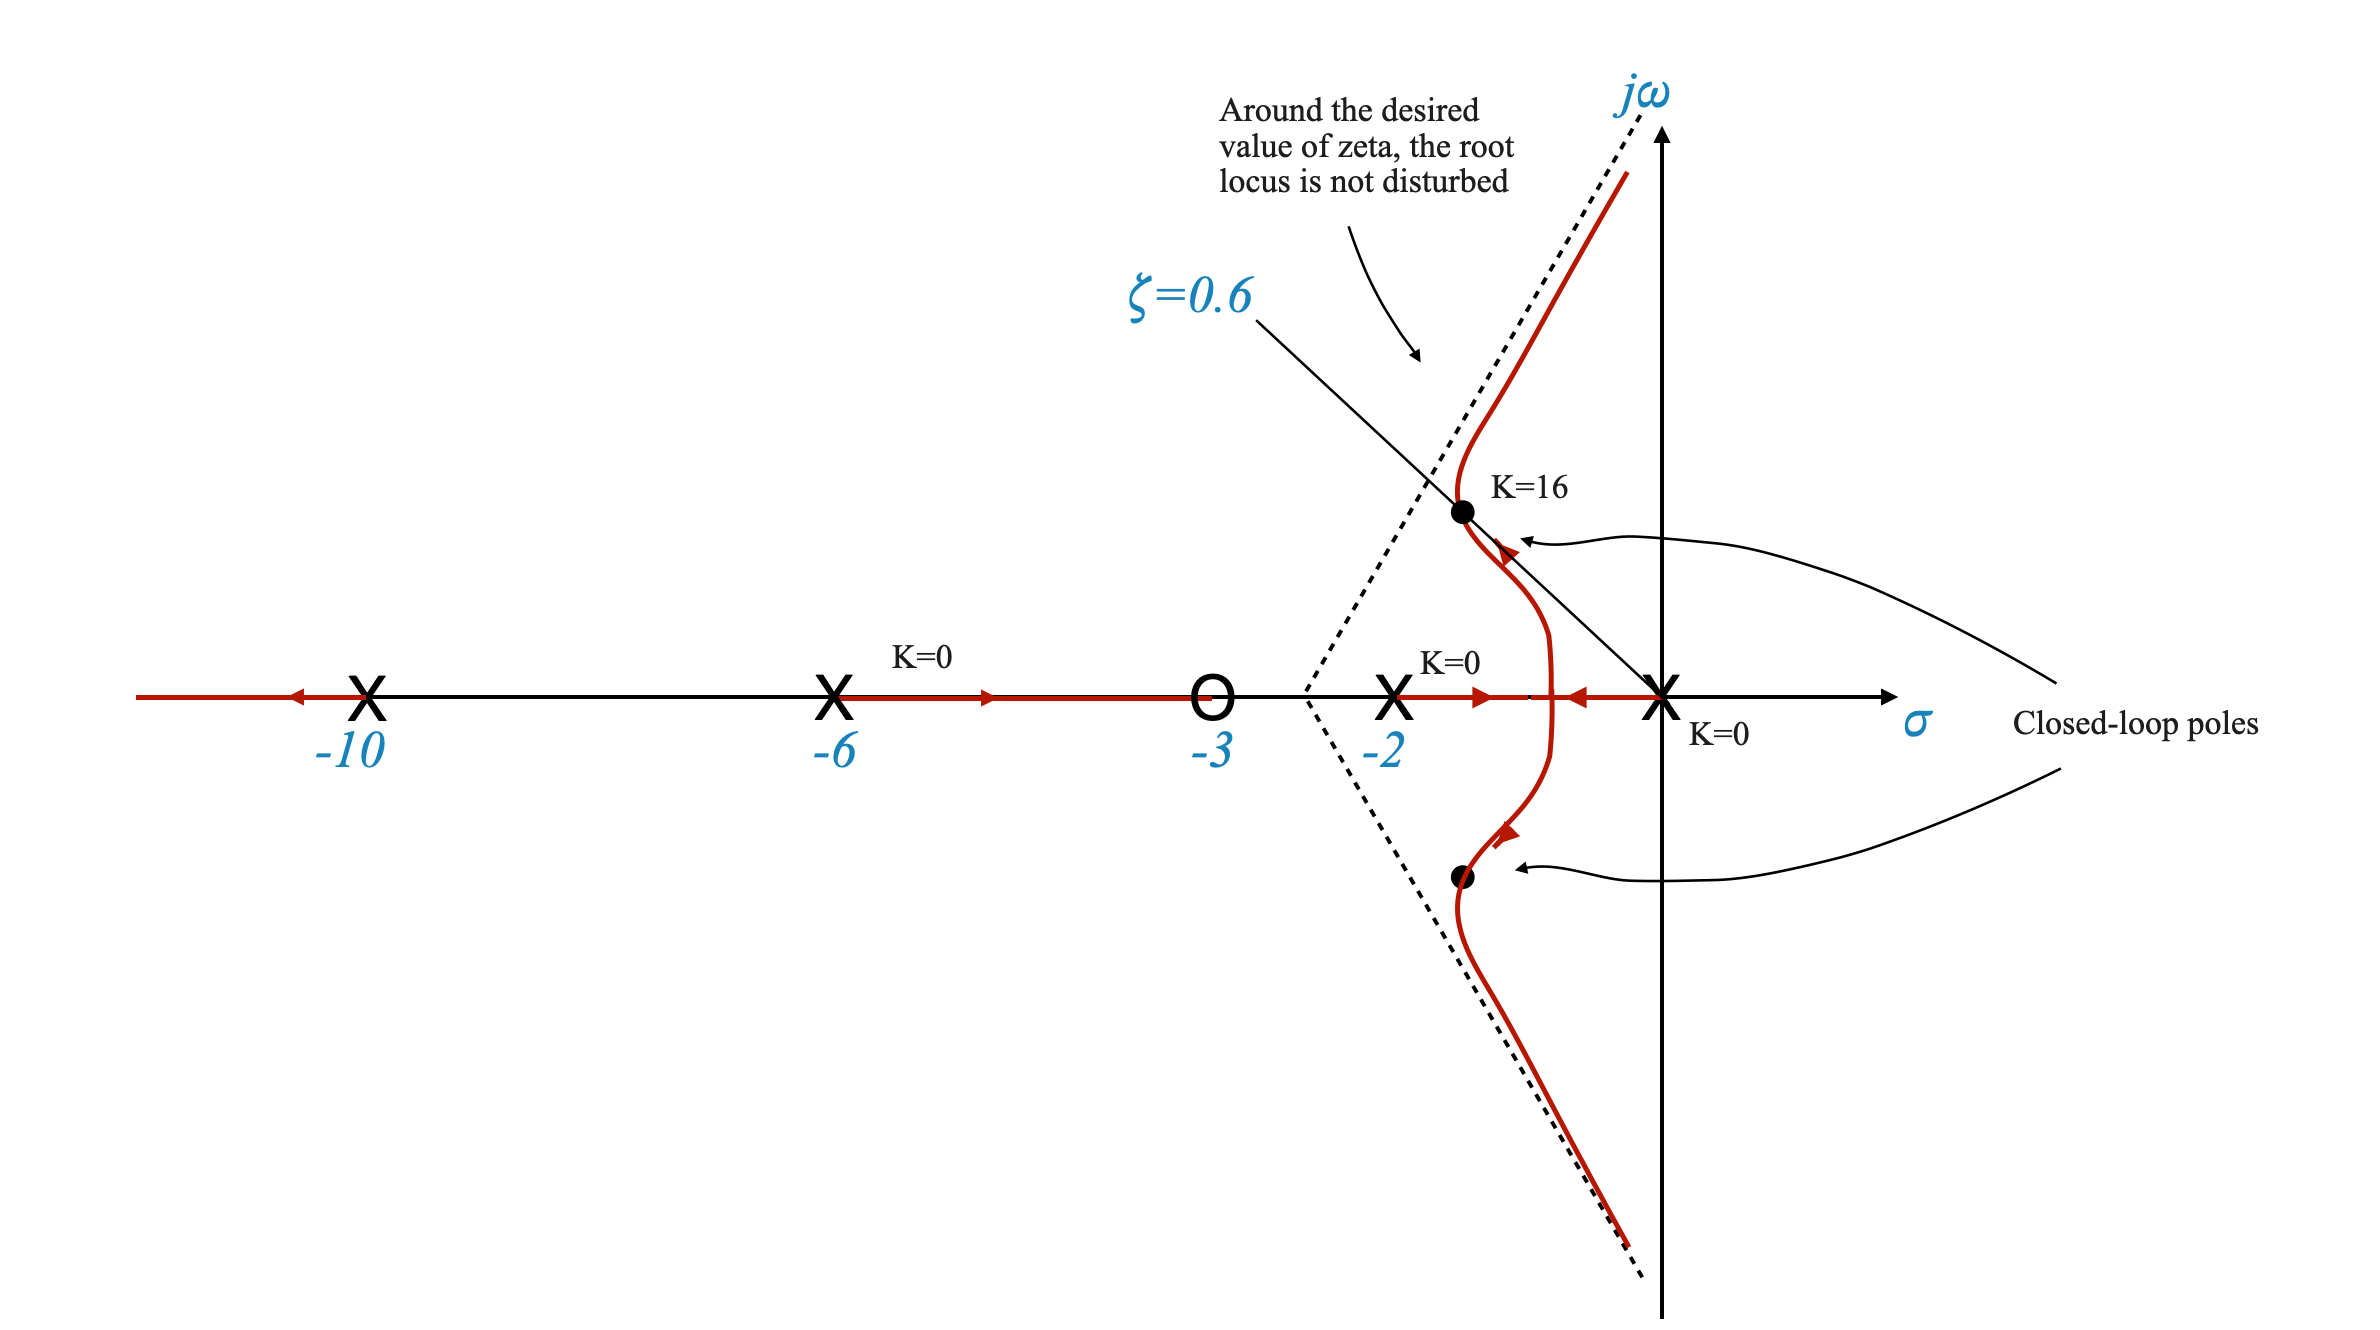 jω
Around the desired
value of zeta, the root
locus is not disturbed
ζ=0.6
K=16
K=0
K=0
X
X
O
X
X
-10
-6
-3
-2
K=0
σ
Closed-loop poles